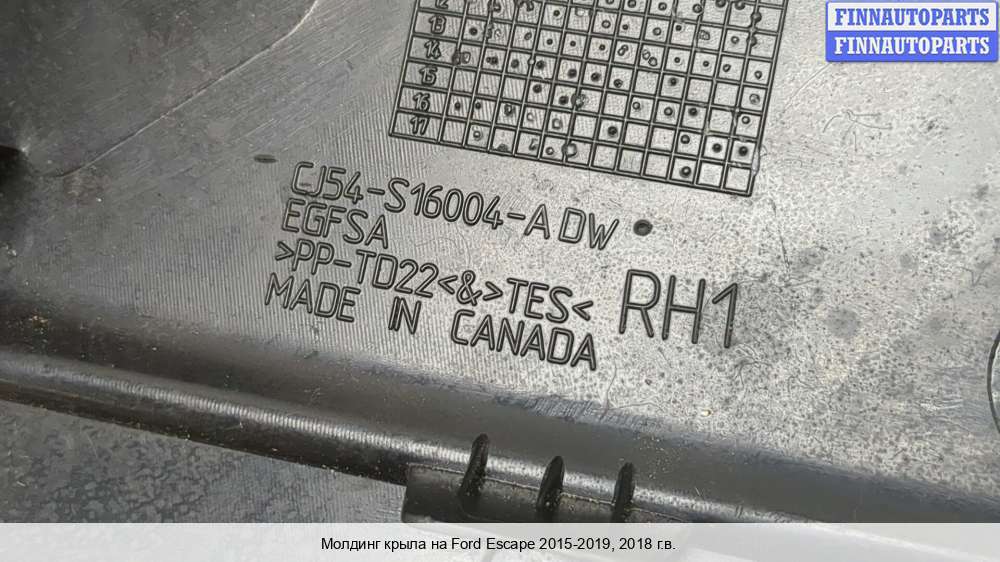 FINNAUTOPARTS
FINNAUTOPARTS
13
14
15
16
17
CJ54-S16004-A DW
EGFSA
>PP-TD22<&>TES<
RH1
MADE IN CANADA
Молдинг крыла на Ford Escape 2015-2019, 2018 г.в.